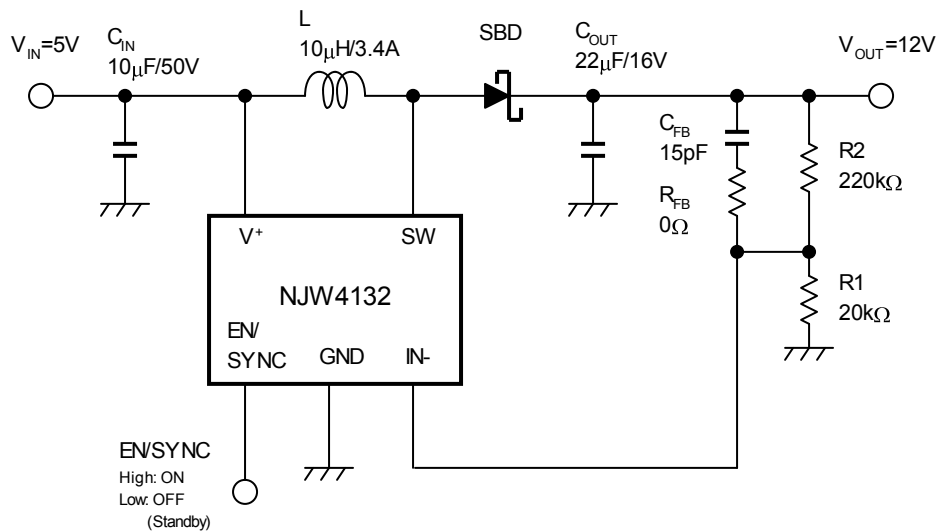 V_IN=5V
C_IN
10µF/50V
L
10µH/3.4A
SBD
C_OUT
22µF/16V
V_OUT=12V
C_FB
15pF
R_FB
0Ω
R2
220kΩ
R1
20kΩ
V+
SW
NJW4132
EN/
SYNC
GND
IN-
EN/SYNC
High: ON
Low: OFF
(Standby)